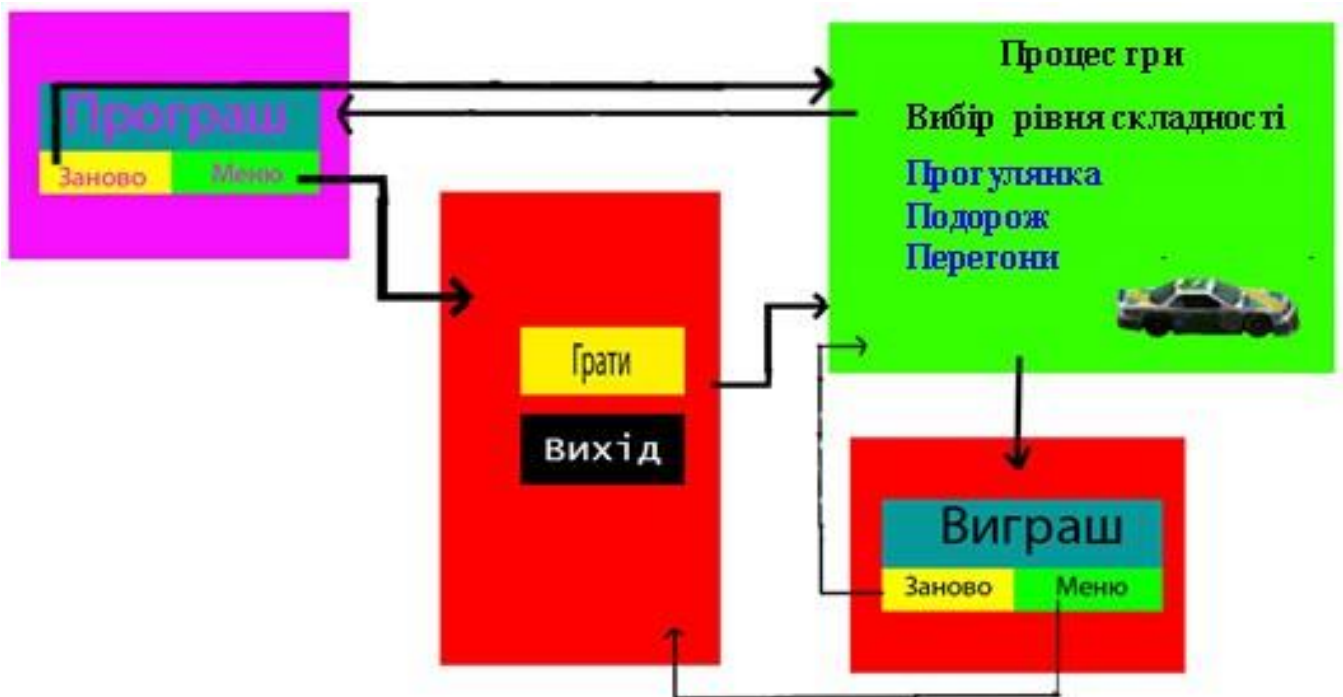 Програш
Заново Меню
Процес гри
Вибір рівня складності
Прогулянка
Подорож
Перегони
Грати
Вихід
Виграш
Заново Меню